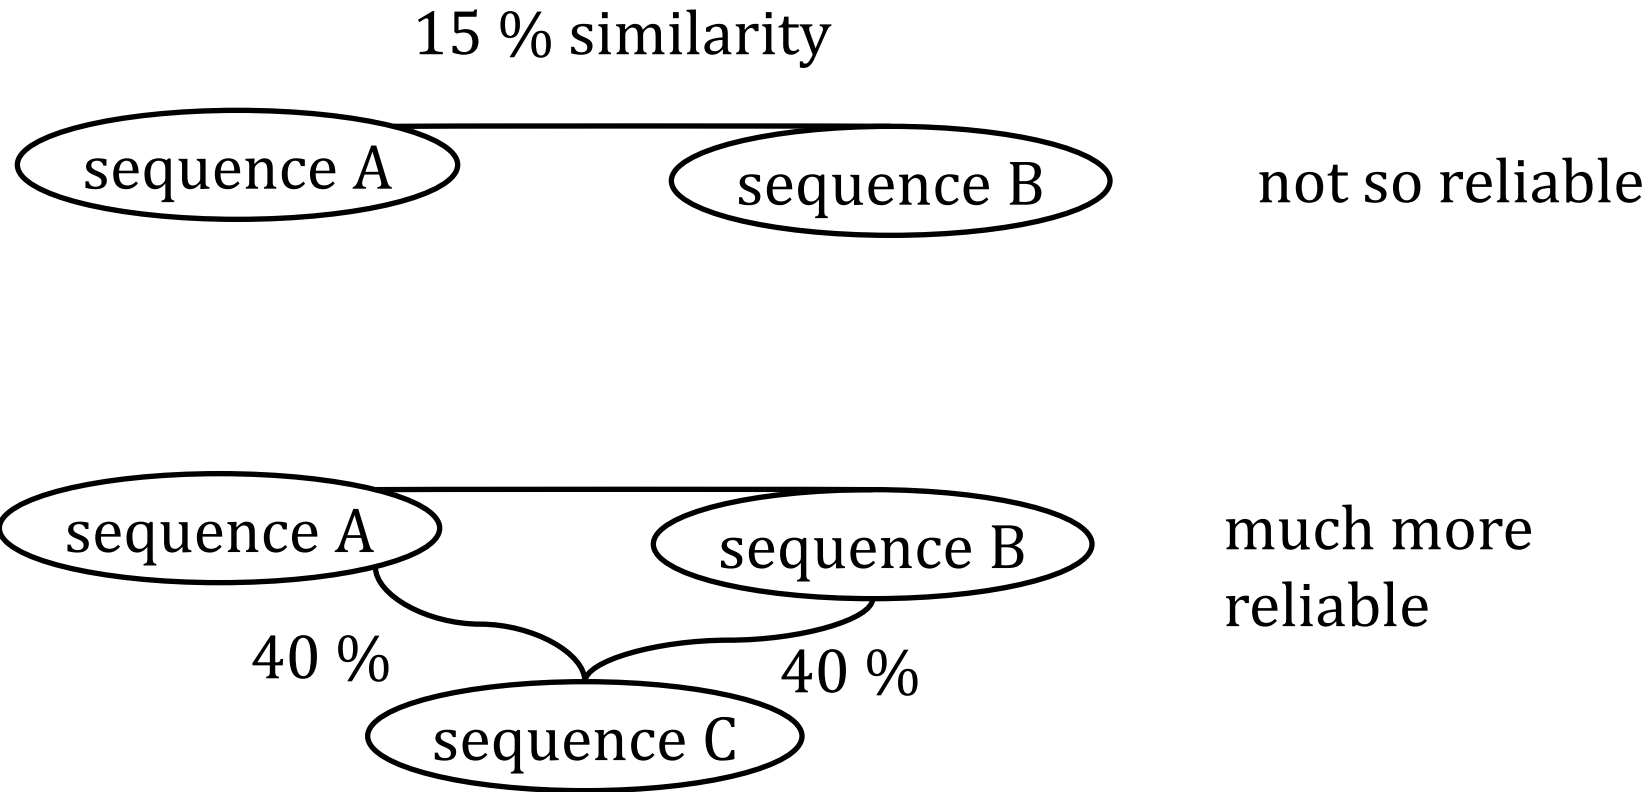 15 % similarity
sequence A
sequence B
not so reliable
sequence A
sequence B
much more
reliable
40 %
40 %
sequence C